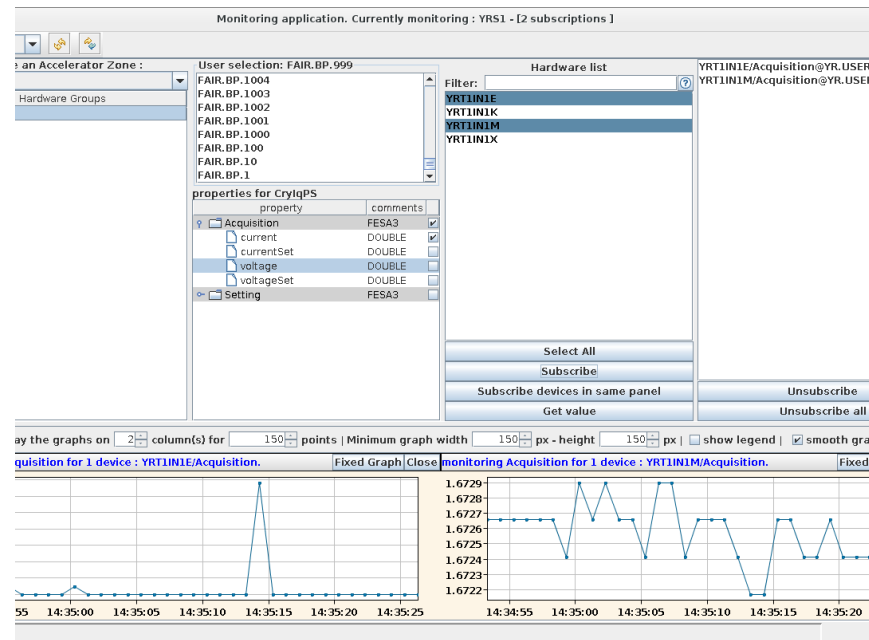 Monitoring application. Currently monitoring : YRS1 - [2 subscriptions ]
e an Accelerator Zone :
Hardware Groups
User selection: FAIR.BP.999
FAIR.BP.1004
FAIR.BP.1003
FAIR.BP.1002
FAIR.BP.1001
FAIR.BP.1000
FAIR.BP.100
FAIR.BP.10
FAIR.BP.1
properties for CryIqPS
property comments
Acquisition FESA3
current DOUBLE
currentSet DOUBLE
voltage DOUBLE
voltageSet DOUBLE
Setting FESA3
Hardware list
Filter:
YRT1IN1E
YRT1IN1K
YRT1IN1M
YRT1IN1X
Select All
Subscribe
Subscribe devices in same panel
Get value
YRT1IN1E/Acquisition@YR.USER
YRT1IN1M/Acquisition@YR.USE
Unsubscribe
Unsubscribe all
ay the graphs on 2 column(s) for 150 points | Minimum graph width 150 px - height 150 px | show legend | smooth gra
quisition for 1 device : YRT1IN1E/Acquisition. Fixed Graph Close
55 14:35:00 14:35:05 14:35:10 14:35:15 14:35:20 14:35:25
monitoring Acquisition for 1 device : YRT1IN1M/Acquisition. Fixed
1.6729
1.6728
1.6727
1.6726
1.6725
1.6724
1.6723
1.6722
14:34:55 14:35:00 14:35:05 14:35:10 14:35:15 14:35:20